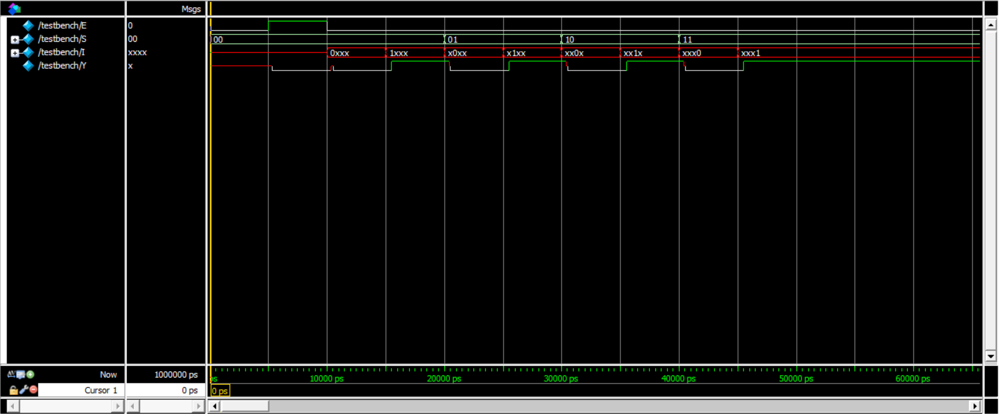 Msgs
/testbench/E 0
/testbench/S 00 00 01 10 11
/testbench/I xxxx 0xxx 1xxx x0xx x1xx xx0x xx1x xxx0 xxx1
/testbench/Y x
Now 1000000 ps ps 10000 ps 20000 ps 30000 ps 40000 ps 50000 ps 60000 ps
Cursor 1 0 ps 0 ps